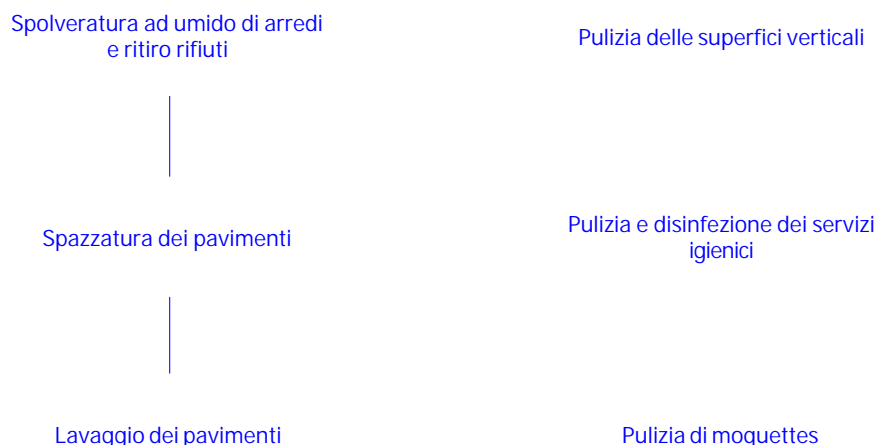 Spolveratura ad umido di arredi
e ritiro rifiuti
Pulizia delle superfici verticali
Spazzatura dei pavimenti
Pulizia e disinfezione dei servizi
igienici
Lavaggio dei pavimenti
Pulizia di moquettes